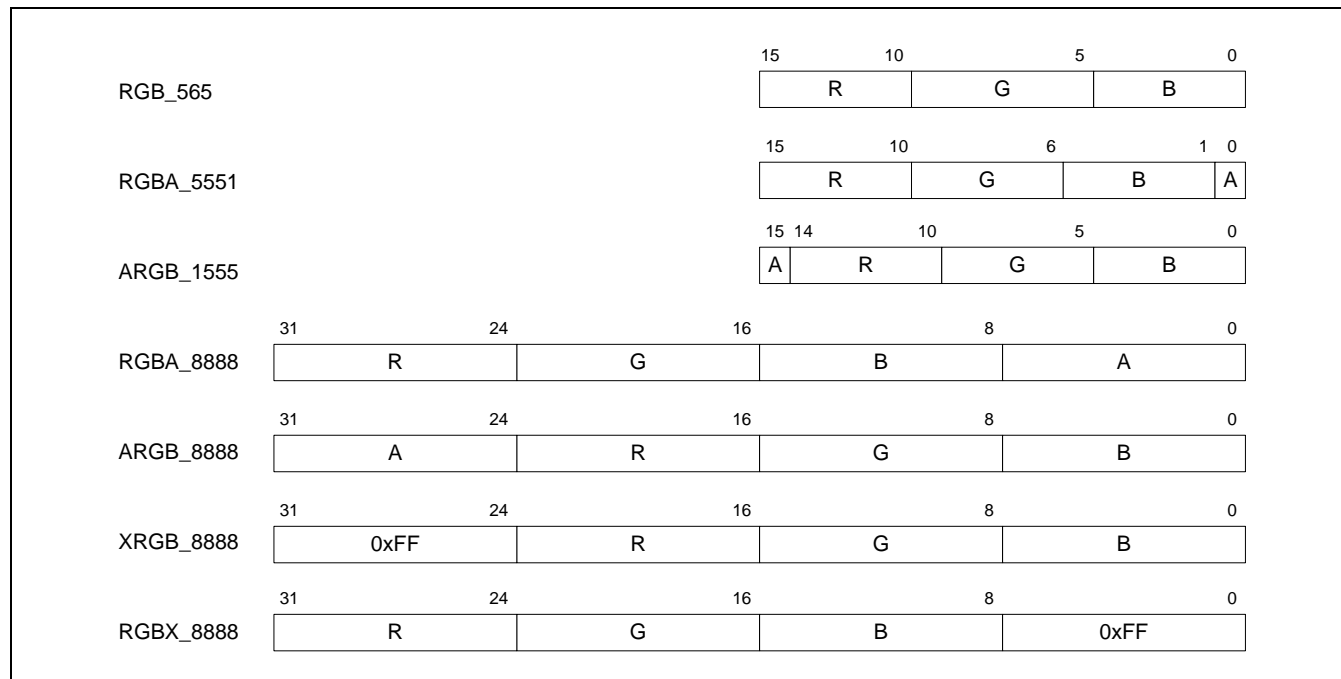 15 10 5 0
RGB_565 R G B
15 10 6 1 0
RGBA_5551 R G B A
15 14 10 5 0
ARGB_1555 A R G B
31 24 16 8 0
RGBA_8888 R G B A
31 24 16 8 0
ARGB_8888 A R G B
31 24 16 8 0
XRGB_8888 0xFF R G B
31 24 16 8 0
RGBX_8888 R G B 0xFF